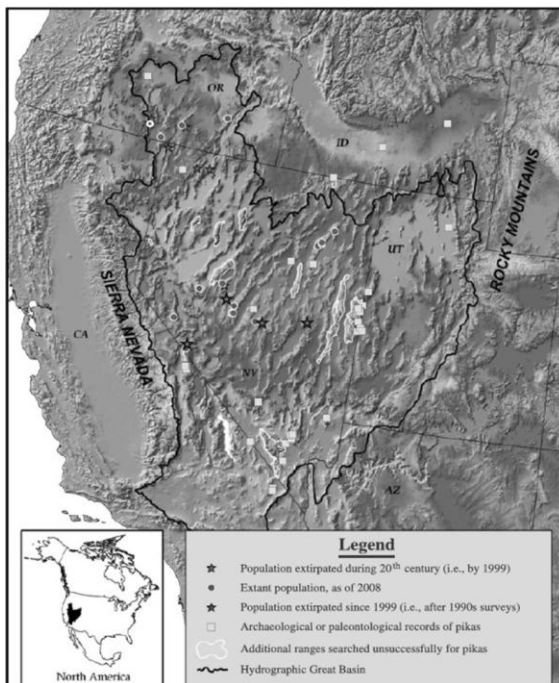 OR
ID
UT
ROCKY MOUNTAINS
SIERRA NEVADA
CA
NV
AZ
Legend
Population extirpated during 20th century (i.e., by 1999)
Extant population, as of 2008
Population extirpated since 1999 (i.e., after 1990s surveys)
Archaeological or paleontological records of pikas
Additional ranges searched unsuccessfully for pikas
Hydrographic Great Basin
North America